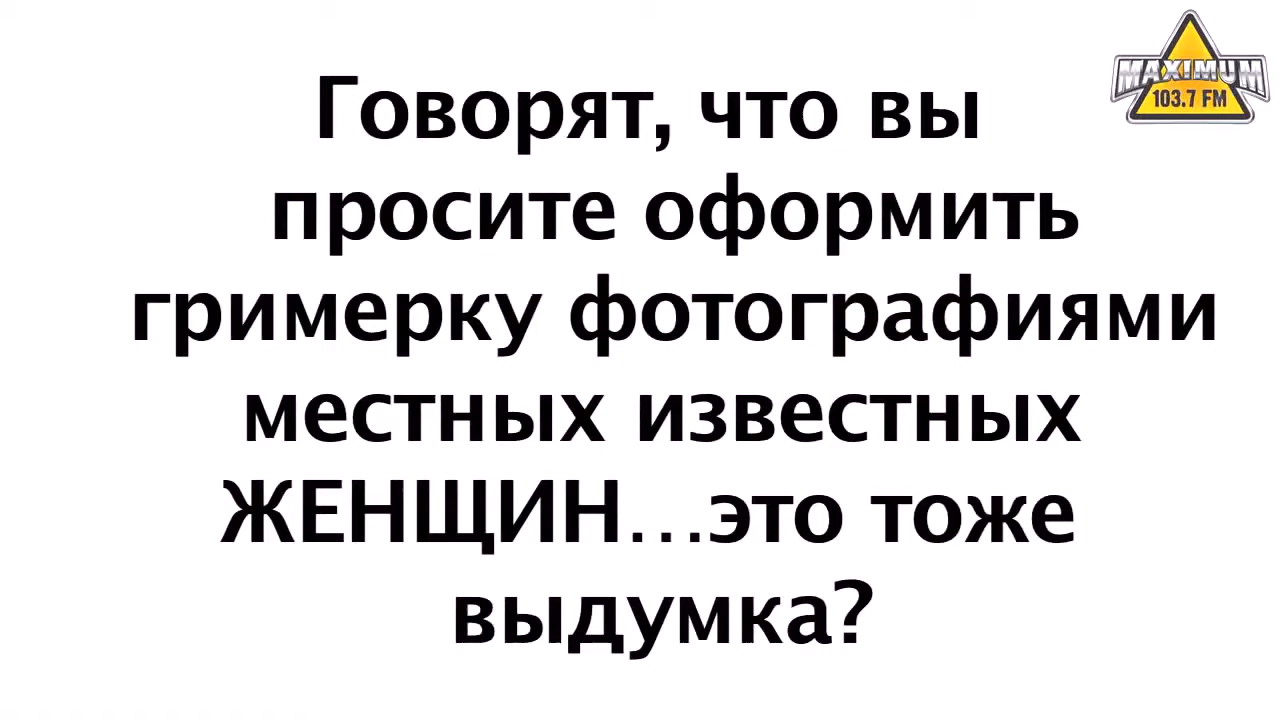 MAXIMUM
103.7 FM
Говорят, что вы
просите оформить
гримерку фотографиями
местных известных
ЖЕНЩИН...это тоже
выдумка?